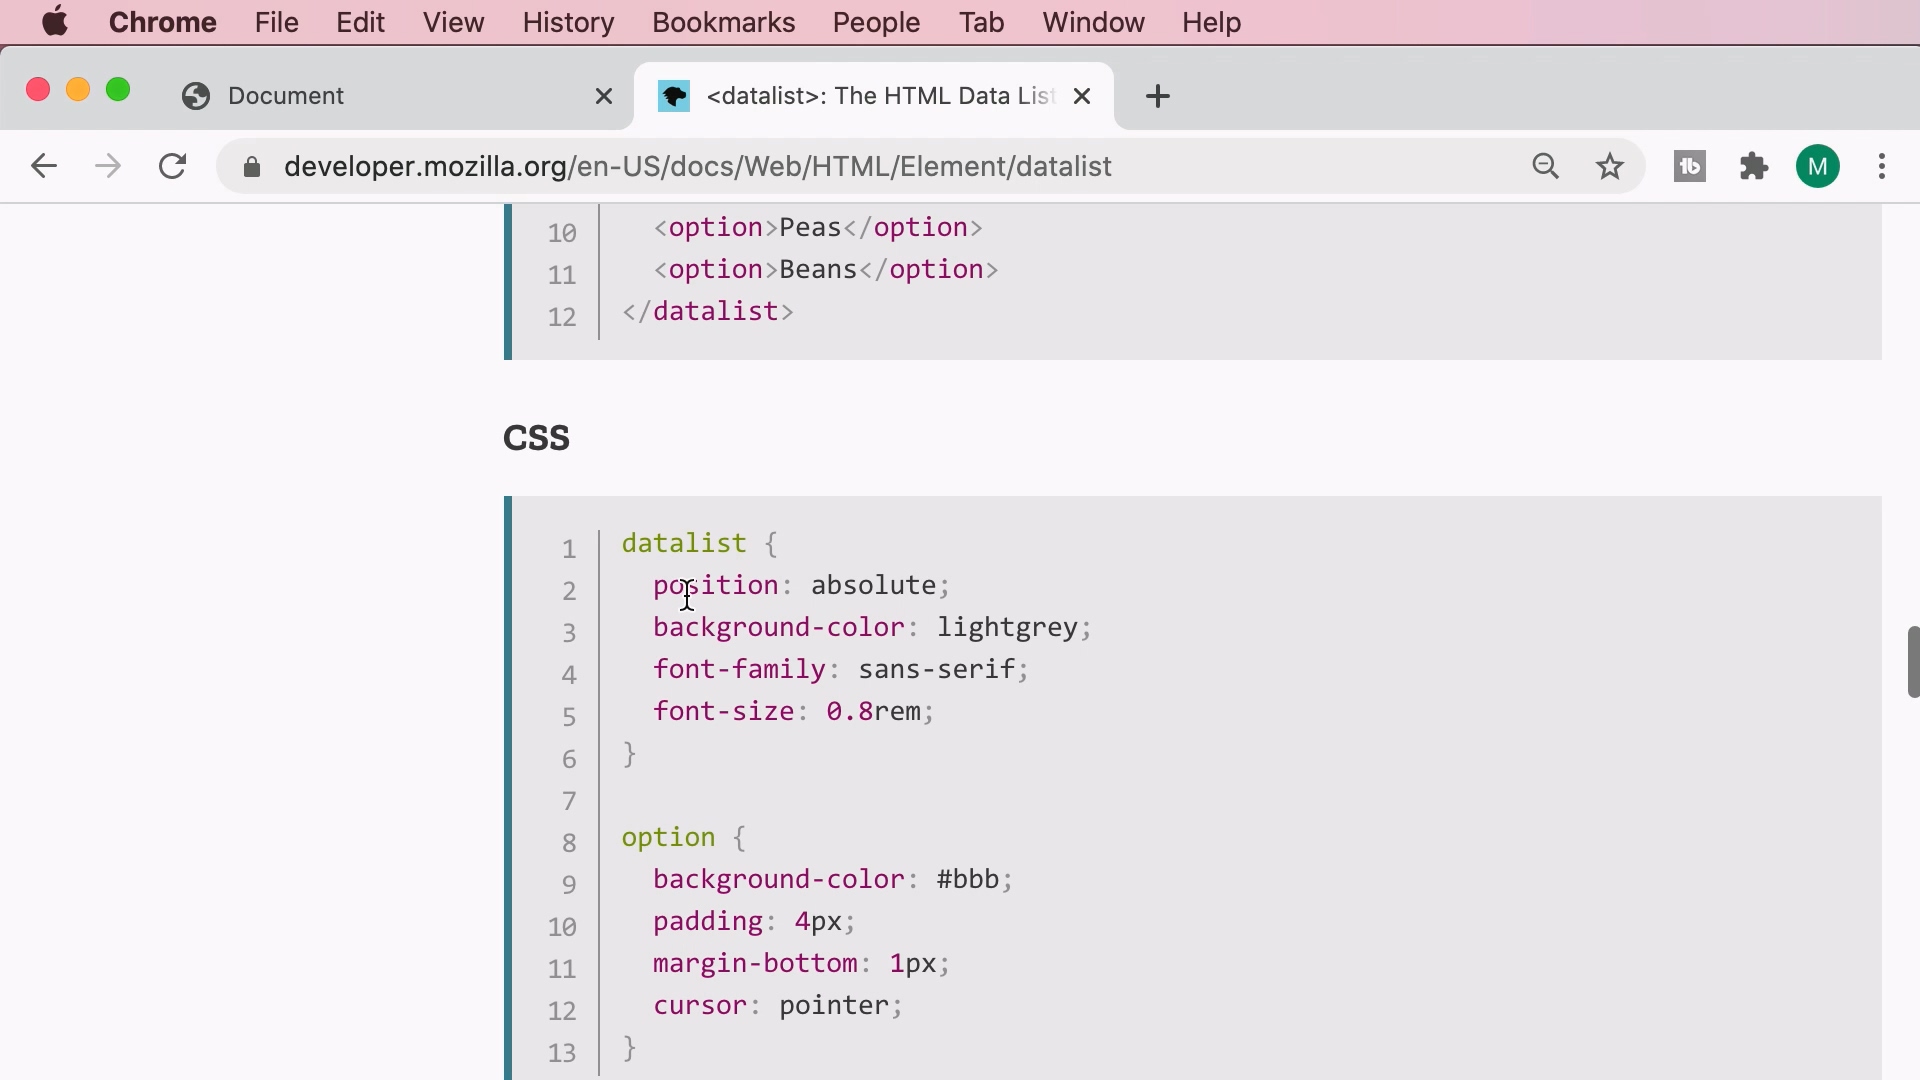 Chrome File Edit View History Bookmarks People Tab Window Help
Document
<datalist>: The HTML Data List
developer.mozilla.org/en-US/docs/Web/HTML/Element/datalist
M
10 <option>Peas</option>
11 <option>Beans</option>
12 </datalist>
CSS
1 datalist {
2 position: absolute;
3 background-color: lightgrey;
4 font-family: sans-serif;
5 font-size: 0.8rem;
6 }
7
8 option {
9 background-color: #bbb;
10 padding: 4px;
11 margin-bottom: 1px;
12 cursor: pointer;
13 }